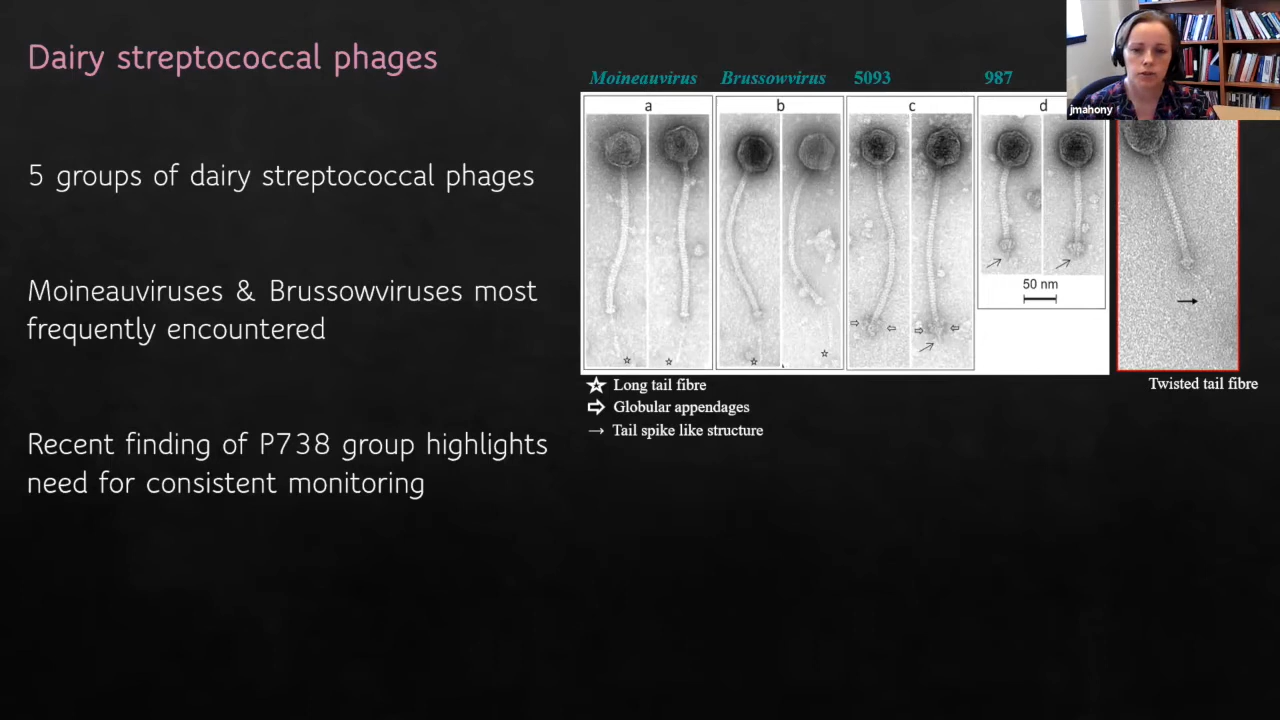 Dairy streptococcal phages
5 groups of dairy streptococcal phages
Moineauviruses & Brussowviruses most
frequently encountered
Recent finding of P738 group highlights
need for consistent monitoring
Moineauvirus Brussowvirus 5093 987
a b c d
50 nm
Long tail fibre
Globular appendages
Tail spike like structure
Twisted tail fibre
jmahony